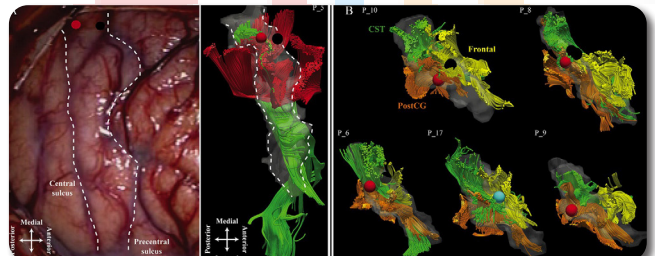 Central
sulcus
Precentral
sulcus
Medial
Posterior
Anterior
P_5
Medial
Posterior
Anterior
B
P_10
CST
Frontal
PostCG
P_8
P_6
P_17
P_9